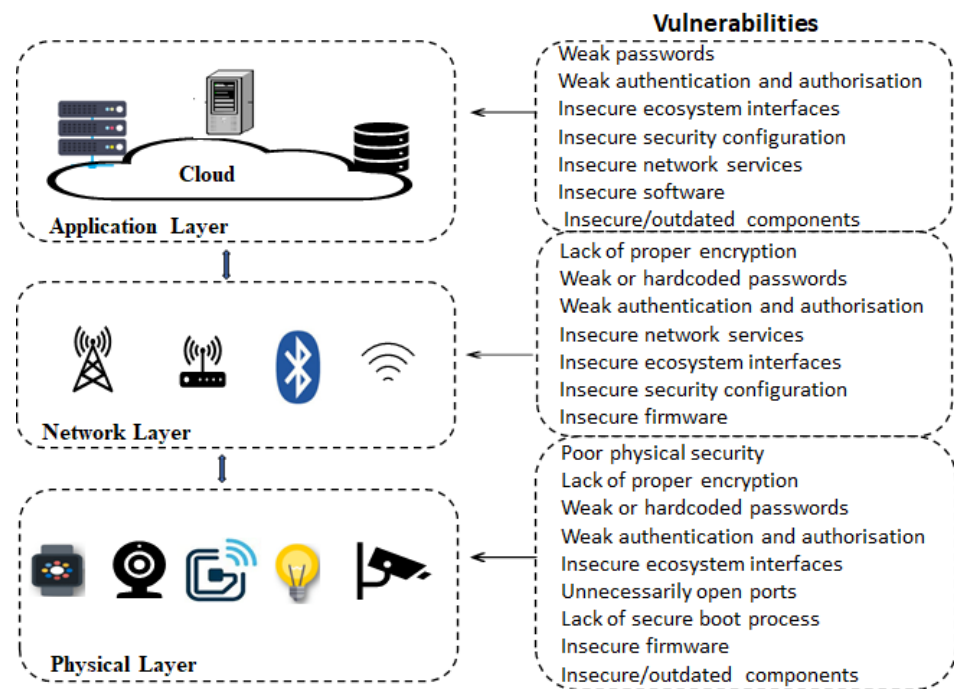 Vulnerabilities
Weak passwords
Weak authentication and authorisation
Insecure ecosystem interfaces
Insecure security configuration
Insecure network services
Insecure software
Insecure/outdated components
Cloud
Application Layer
Lack of proper encryption
Weak or hardcoded passwords
Weak authentication and authorisation
Insecure network services
Insecure ecosystem interfaces
Insecure security configuration
Insecure firmware
Network Layer
Poor physical security
Lack of proper encryption
Weak or hardcoded passwords
Weak authentication and authorisation
Insecure ecosystem interfaces
Unnecessarily open ports
Lack of secure boot process
Insecure firmware
Insecure/outdated components
Physical Layer